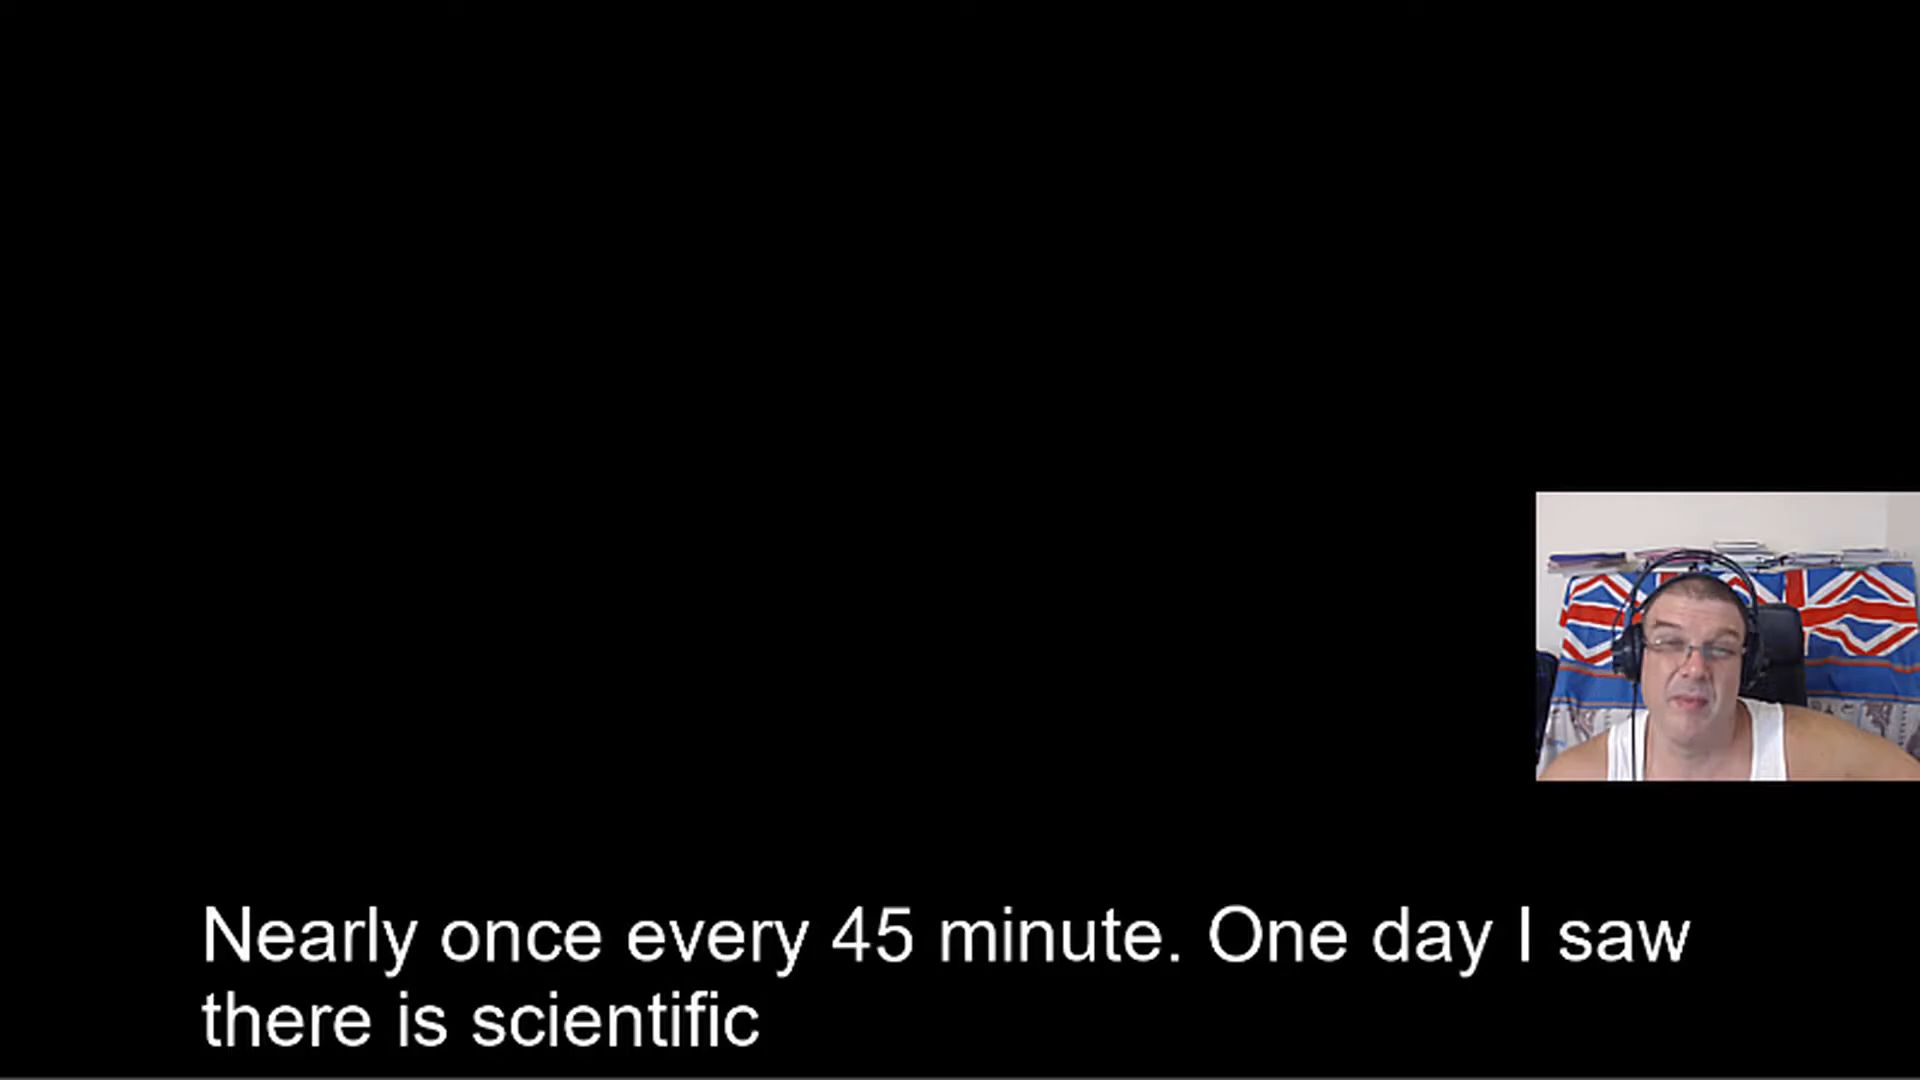 Nearly once every 45 minute. One day I saw
there is scientific